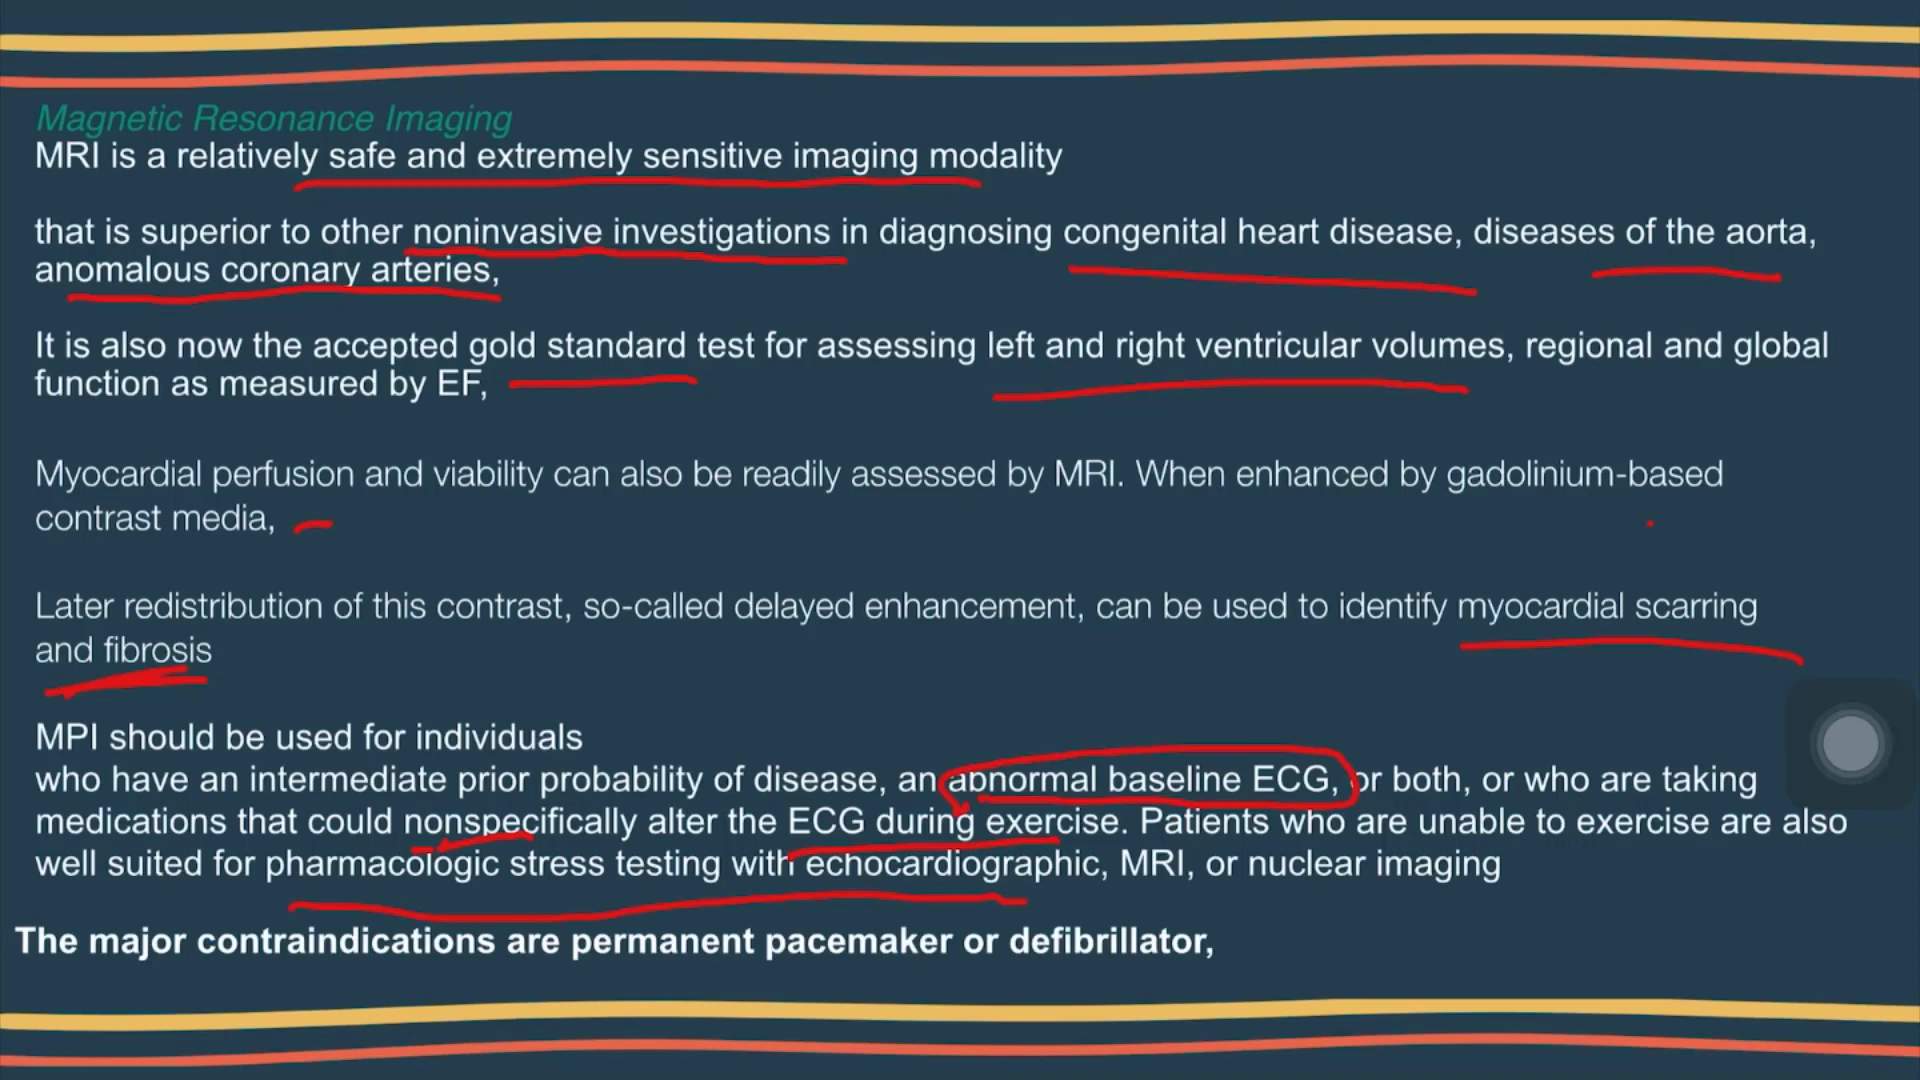 Magnetic Resonance Imaging
MRI is a relatively safe and extremely sensitive imaging modality
that is superior to other noninvasive investigations in diagnosing congenital heart disease, diseases of the aorta,
anomalous coronary arteries,
It is also now the accepted gold standard test for assessing left and right ventricular volumes, regional and global
function as measured by EF,
Myocardial perfusion and viability can also be readily assessed by MRI. When enhanced by gadolinium-based
contrast media,
Later redistribution of this contrast, so-called delayed enhancement, can be used to identify myocardial scarring
and fibrosis
MPI should be used for individuals
who have an intermediate prior probability of disease, an abnormal baseline ECG, or both, or who are taking
medications that could nonspecifically alter the ECG during exercise. Patients who are unable to exercise are also
well suited for pharmacologic stress testing with echocardiographic, MRI, or nuclear imaging
The major contraindications are permanent pacemaker or defibrillator,